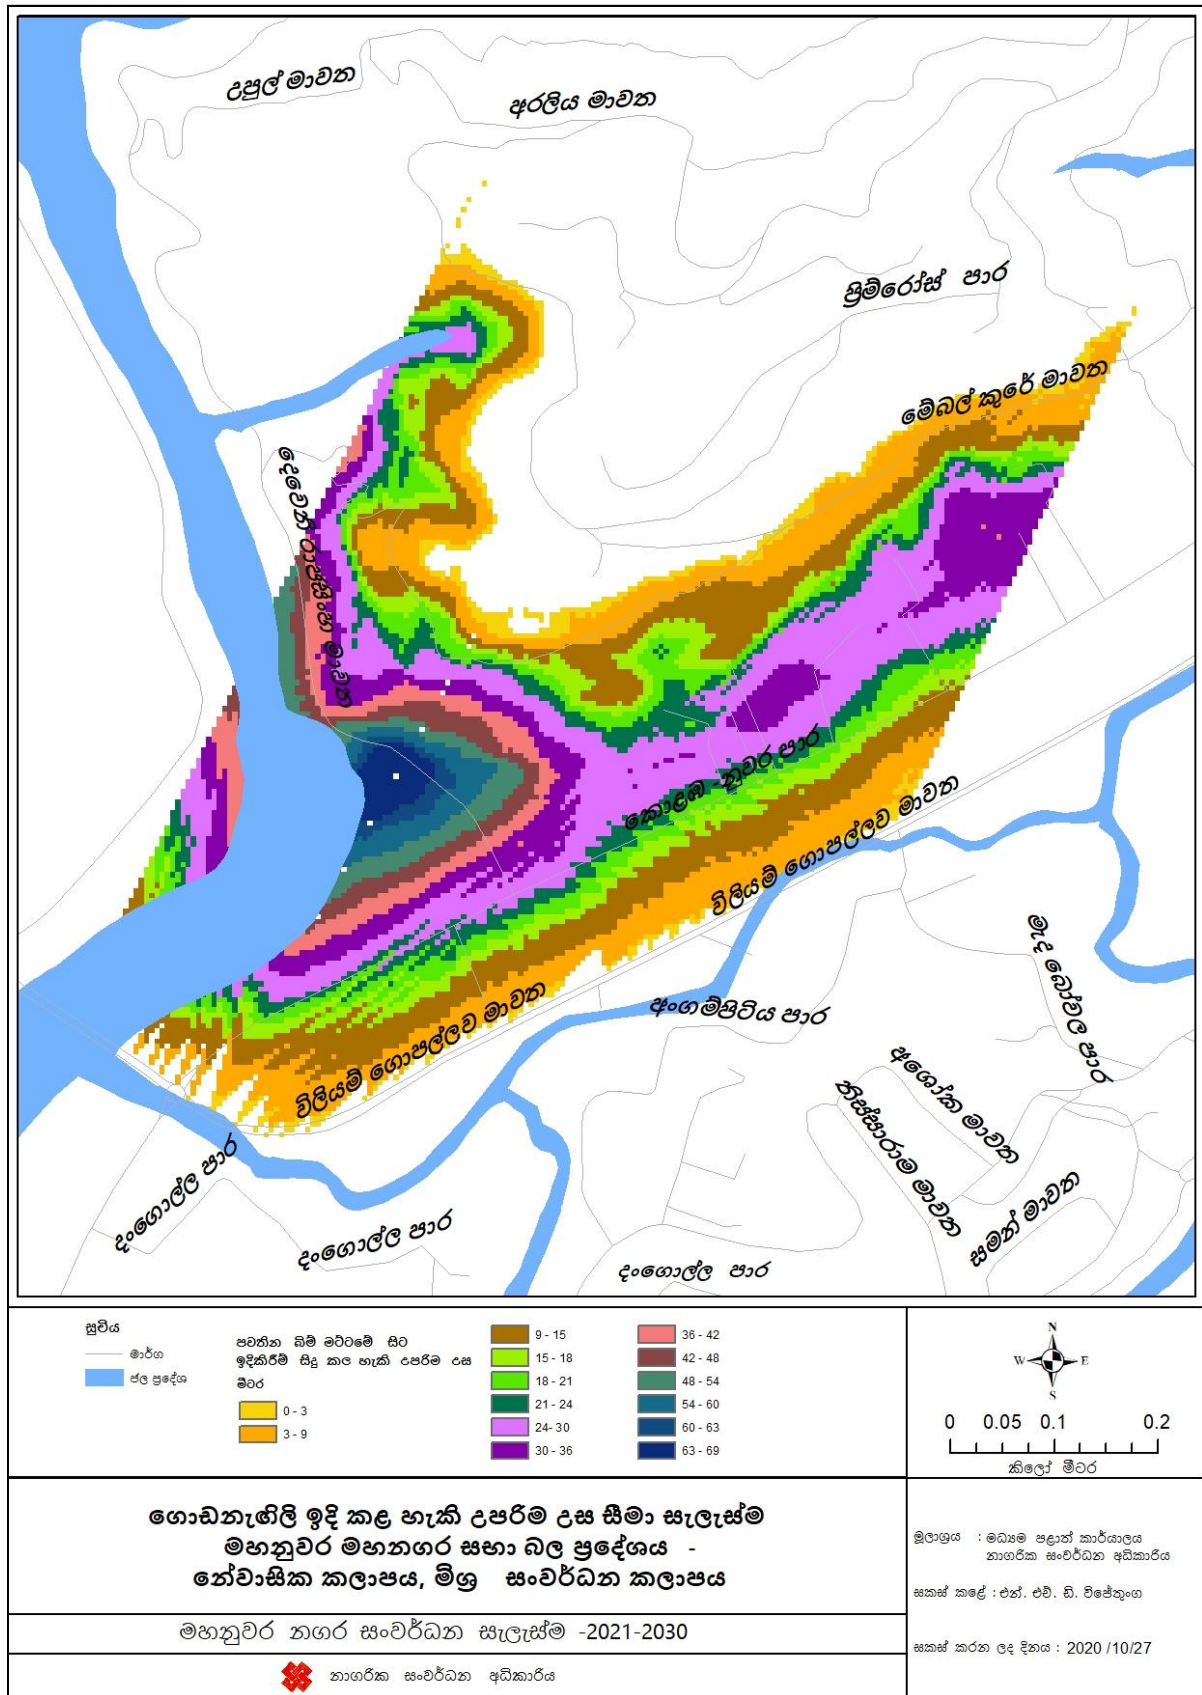 උපුල් මාවත
අරලිය මාවත
ප්‍රිම්රෝස් පාර
මේබල් කුරේ මාවත
දෙවෙනි රාජසිංහ මාවත
කොළඹ -නුවර පාර
විලියම් ගොපල්ලව මාවත
විලියම් ගොපල්ලව මාවත
මැද බෝවල පාර
අංගම්පිටිය පාර
අශෝක මාවත
තිස්සාරාම මාවත
සමන් මාවත
දංගොල්ල පාර
දංගොල්ල පාර
දංගොල්ල පාර
සුචිය
මාර්ග
ජල ප්‍රදේශ
පවතින බිම් මට්ටමේ සිට
ඉදිකිරීම් සිදු කල හැකි උපරිම උස
මීටර
0 - 3
3 - 9
9 - 15
15 - 18
18 - 21
21 - 24
24- 30
30 - 36
36 - 42
42 - 48
48 - 54
54 - 60
60 - 63
63 - 69
N
W E
S
0 0.05 0.1 0.2
කිලෝ මීටර
ගොඩනැඟිලි ඉදි කළ හැකි උපරිම උස සීමා සැලැස්ම
මහනුවර මහනගර සභා බල ප්‍රදේශය -
නේවාසික කලාපය, මිශ්‍ර සංවර්ධන කලාපය
මහනුවර නගර සංවර්ධන සැලැස්ම -2021-2030
නාගරික සංවර්ධන අධිකාරිය
මූලාශ්‍රය : මධ්‍යම පළාත් කාර්යාලය
නාගරික සංවර්ධන අධිකාරිය
සකස් කළේ : එන්. එච්. ඩී. විජේතුංග
සකස් කරන ලද දිනය : 2020 /10/27